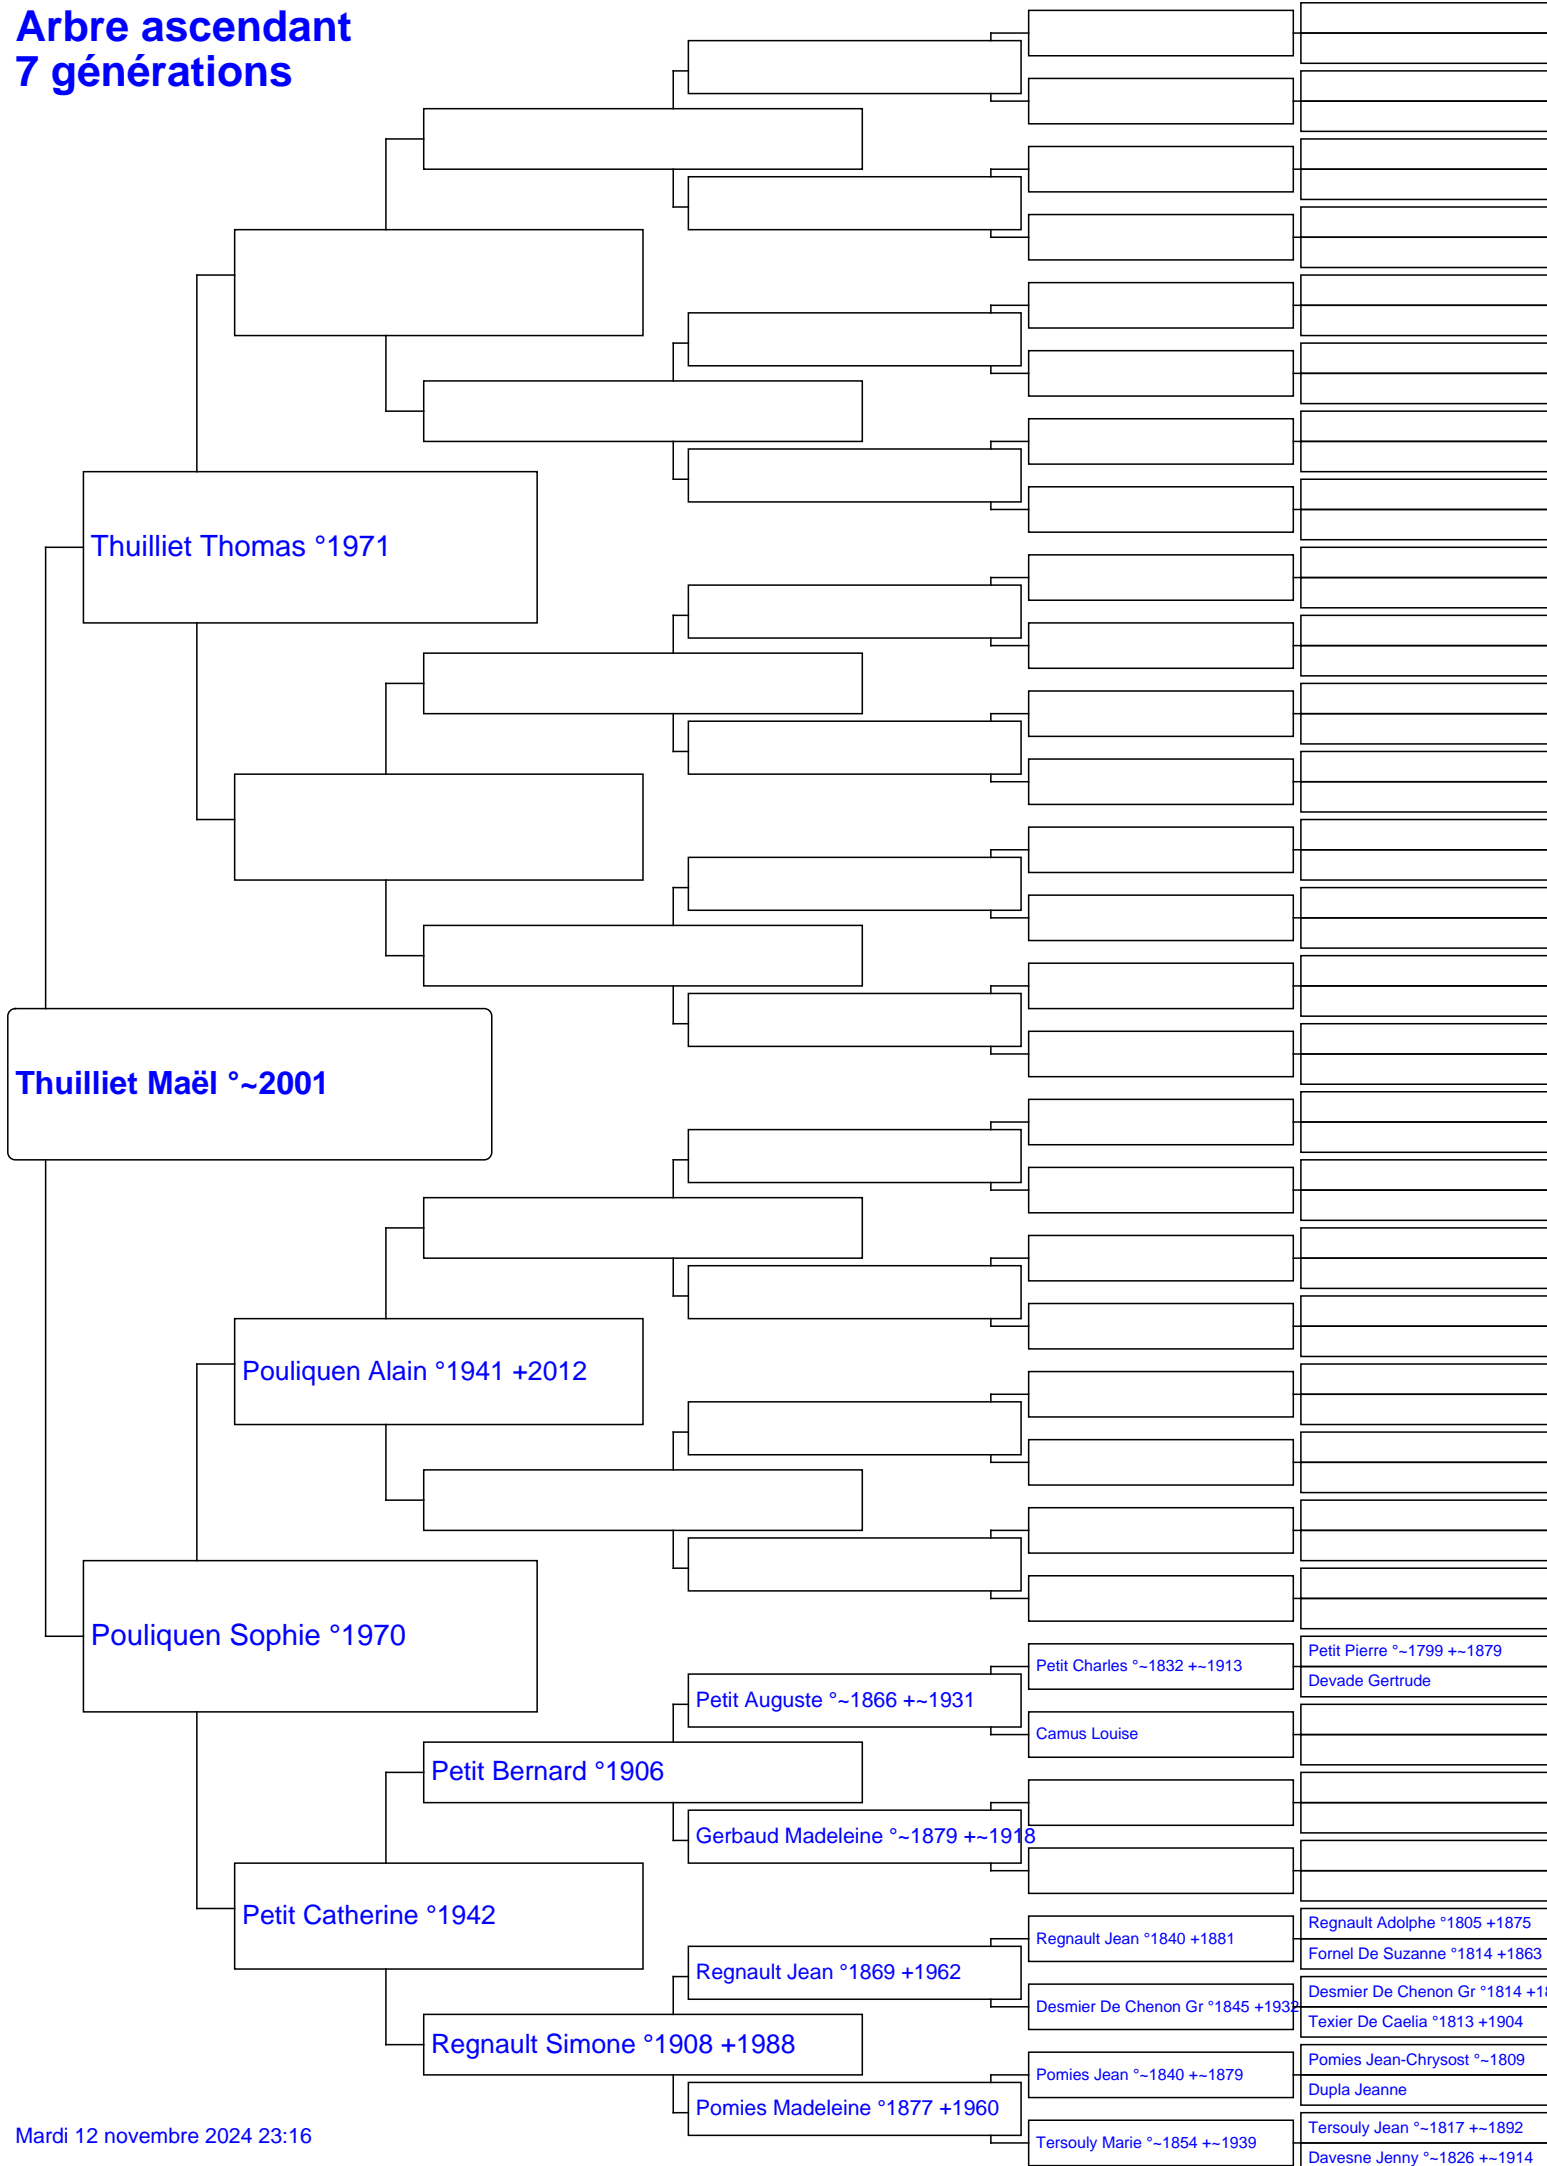 Arbre ascendant
7 générations
Thuilliet Thomas °1971
Thuilliet Maël °~2001
Pouliquen Alain °1941 +2012
Pouliquen Sophie °1970
Petit Pierre °~1799 +~1879
Petit Charles °~1832 +~1913
Devade Gertrude
Petit Auguste °~1866 +~1931
Camus Louise
Petit Bernard °1906
Gerbaud Madeleine °~1879 +~1918
Petit Catherine °1942
Regnault Adolphe °1805 +1875
Regnault Jean °1840 +1881
Fornel De Suzanne °1814 +1863
Regnault Jean °1869 +1962
Desmier De Chenon Gr °1814
Desmier De Chenon Gr °1845 +1932
Texier De Caelia °1813 +1904
Regnault Simone °1908 +1988
Pomies Jean-Chrysost °~1809
Pomies Jean °~1840 +~1879
Dupla Jeanne
Pomies Madeleine °1877 +1960
Tersouly Jean °~1817 +~1892
Tersouly Marie °~1854 +~1939
Davesne Jenny °~1826 +~1914
Mardi 12 novembre 2024 23:16